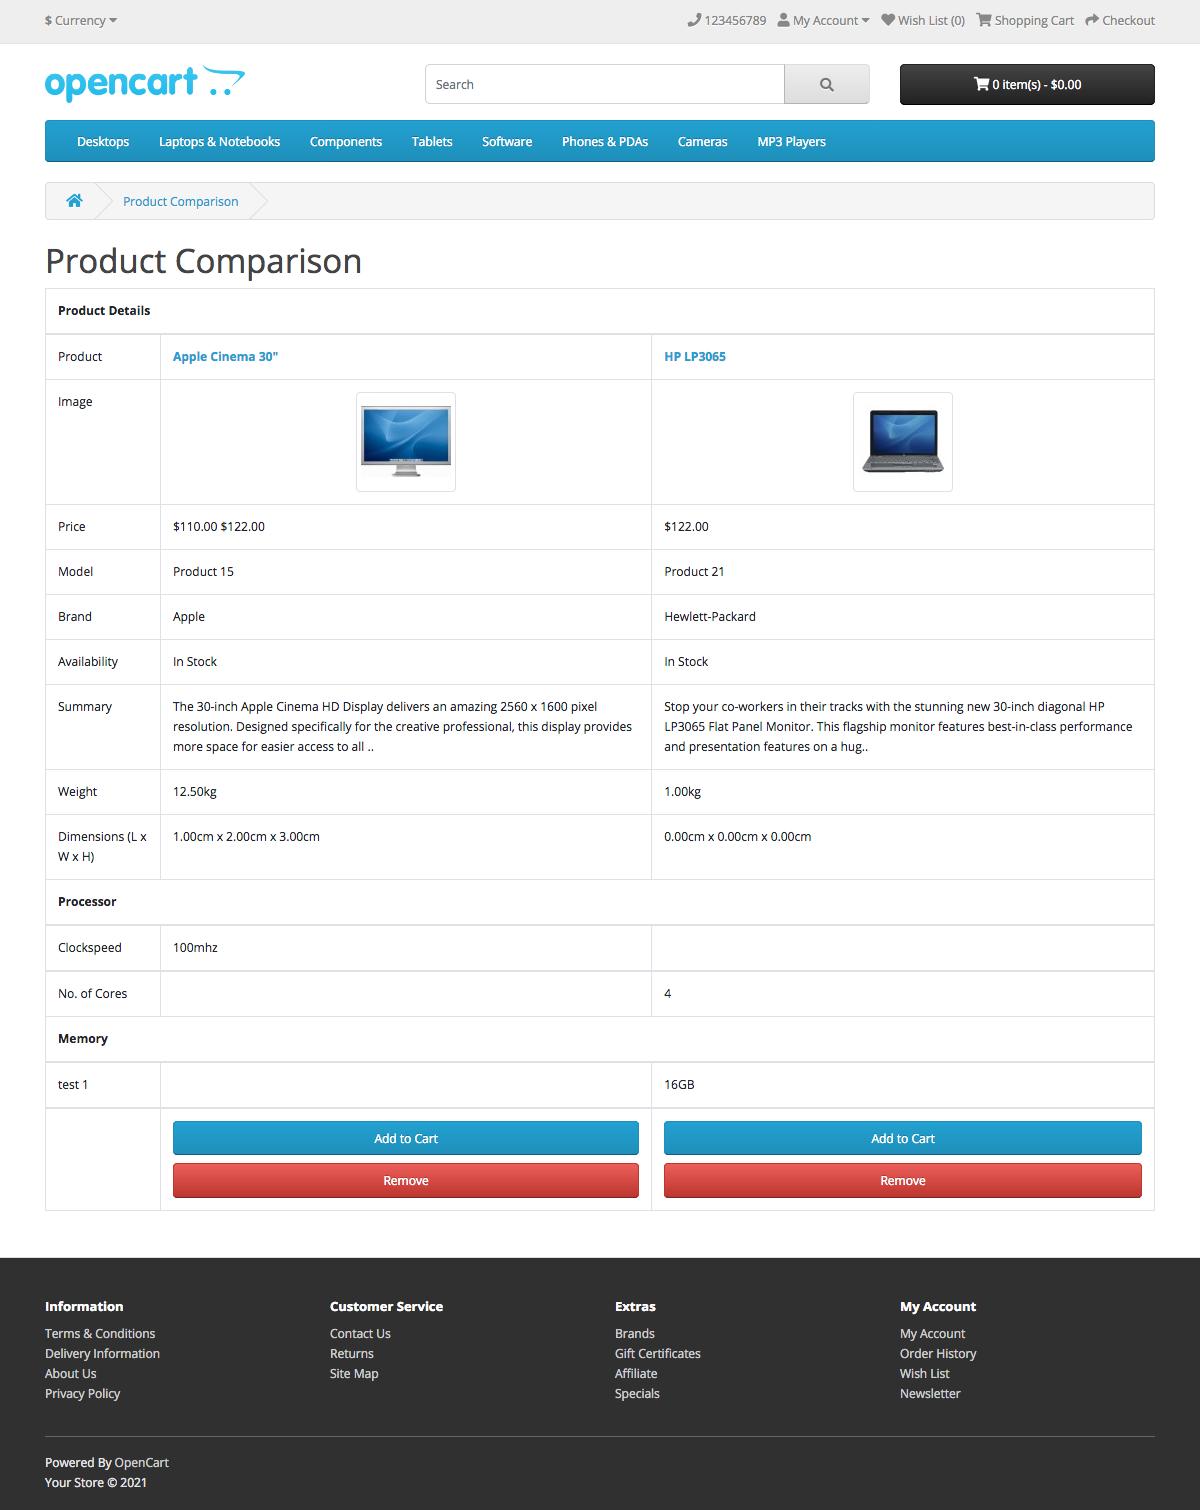 $ Currency
123456789 My Account Wish List (0) Shopping Cart Checkout
opencart
Search
0 item(s) - $0.00
Desktops Laptops & Notebooks Components Tablets Software Phones & PDAs Cameras MP3 Players
Product Comparison
Product Comparison
Product Details
Product Apple Cinema 30" HP LP3065
Image
Price $110.00 $122.00 $122.00
Model Product 15 Product 21
Brand Apple Hewlett-Packard
Availability In Stock In Stock
Summary
The 30-inch Apple Cinema HD Display delivers an amazing 2560 x 1600 pixel
resolution. Designed specifically for the creative professional, this display provides
more space for easier access to all ..
Stop your co-workers in their tracks with the stunning new 30-inch diagonal HP
LP3065 Flat Panel Monitor. This flagship monitor features best-in-class performance
and presentation features on a hug..
Weight 12.50kg 1.00kg
Dimensions (L x
W x H)
1.00cm x 2.00cm x 3.00cm 0.00cm x 0.00cm x 0.00cm
Processor
Clockspeed 100mhz
No. of Cores 4
Memory
test 1 16GB
Add to Cart Add to Cart
Remove Remove
Information
Terms & Conditions
Delivery Information
About Us
Privacy Policy
Customer Service
Contact Us
Returns
Site Map
Extras
Brands
Gift Certificates
Affiliate
Specials
My Account
My Account
Order History
Wish List
Newsletter
Powered By OpenCart
Your Store © 2021